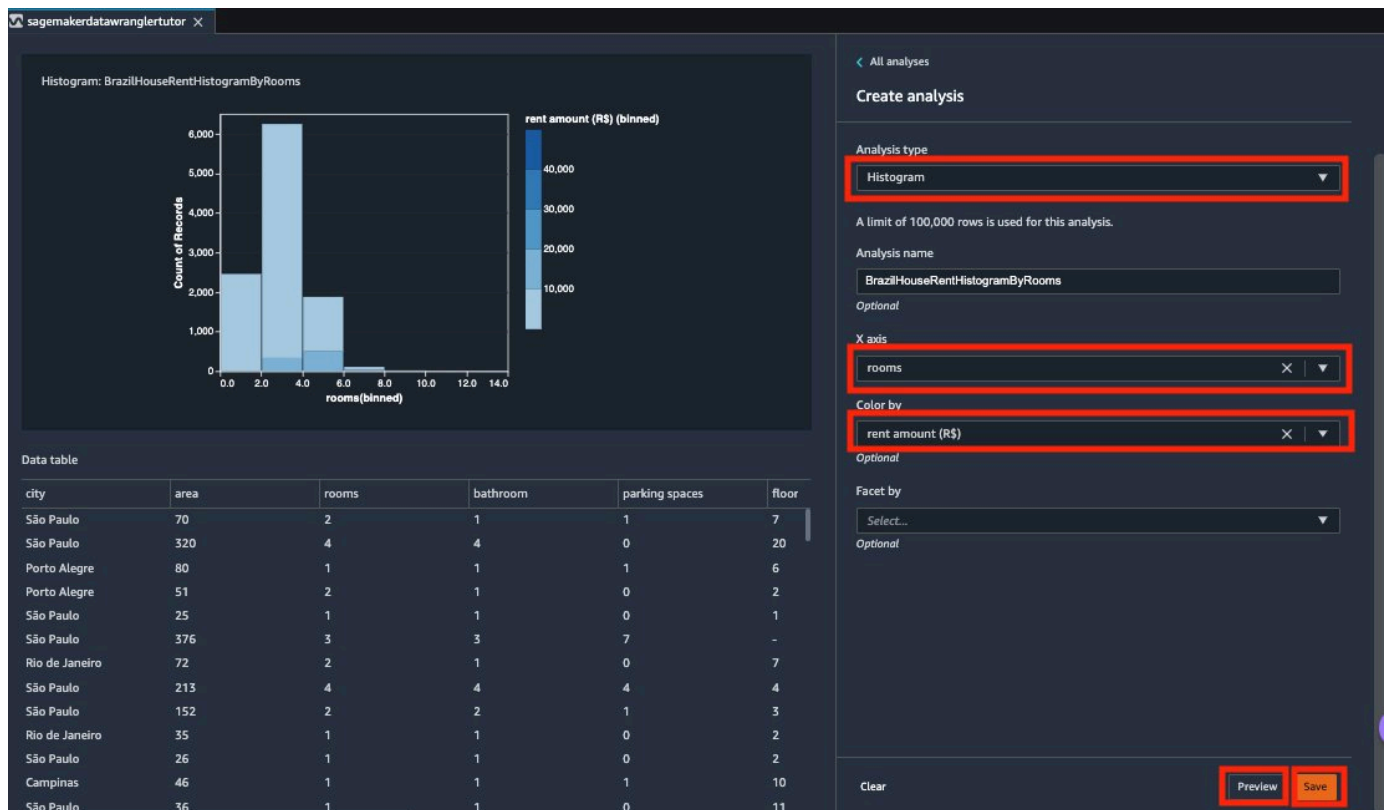 sagemakerdatawranglertutor
Histogram: BrazilHouseRentHistogramByRooms
rent amount (R$) (binned)
40,000
30,000
20,000
10,000
Count of Records
6,000
5,000
4,000
3,000
2,000
1,000
0
0.0 2.0 4.0 6.0 8.0 10.0 12.0 14.0
rooms(binned)
Data table
city area rooms bathroom parking spaces floor
São Paulo 70 2 1 1 7
São Paulo 320 4 4 0 20
Porto Alegre 80 1 1 1 6
Porto Alegre 51 2 1 0 2
São Paulo 25 1 1 0 1
São Paulo 376 3 3 7 -
Rio de Janeiro 72 2 1 0 7
São Paulo 213 4 4 4 4
São Paulo 152 2 2 1 3
Rio de Janeiro 35 1 1 0 2
São Paulo 26 1 1 0 2
Campinas 46 1 1 1 10
São Paulo 36 1 1 0 11
All analyses
Create analysis
Analysis type
Histogram
A limit of 100,000 rows is used for this analysis.
Analysis name
BrazilHouseRentHistogramByRooms
Optional
X axis
rooms
Color by
rent amount (R$)
Optional
Facet by
Select...
Optional
Clear
Preview
Save